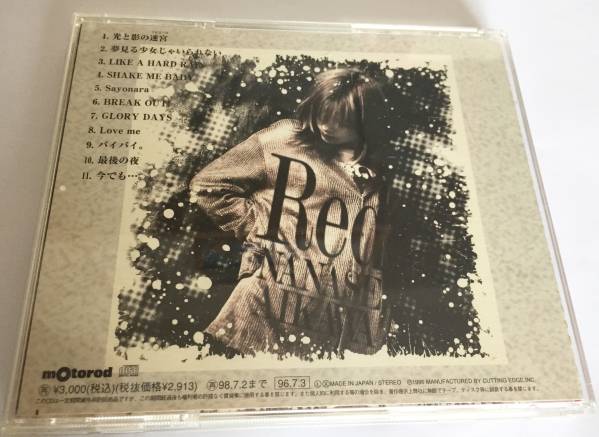 1. 光と影の迷宮
2. 夢見る少女じゃいられない
3. LIKE A HARD RAIN
4. SHAKE ME BABY
5. Sayonara
6. BREAK OUT!
7. GLORY DAYS
8. Love me
9. バイバイ。
10. 最後の夜
11. 今でも…
Red
NANASE
AIKAWA
motorod
¥3,000(税込)(税抜価格¥2,913) 再98.7.2まで 96.7.3 MADE IN JAPAN / STEREO ℗1996 MANUFACTURED BY CUTTING EDGE, INC.